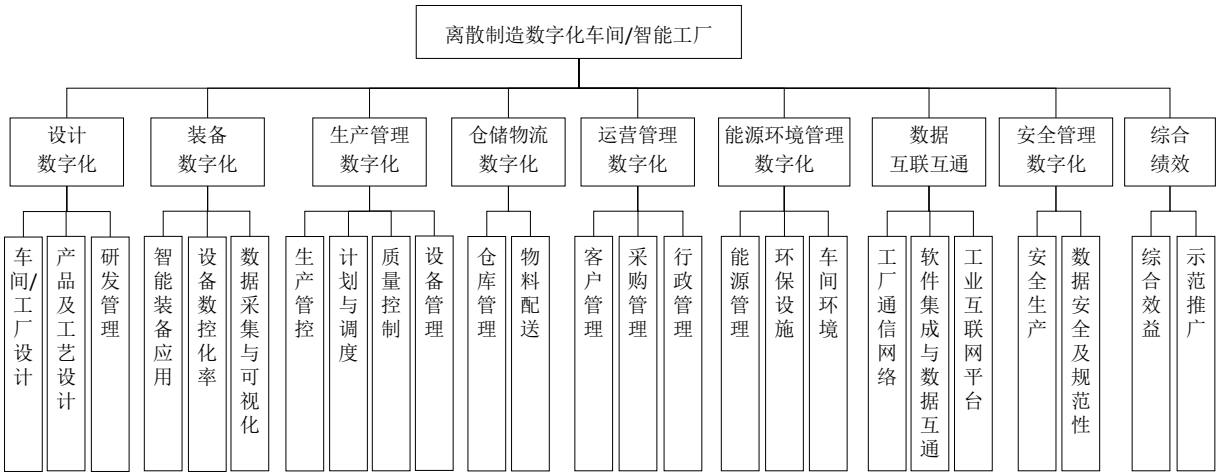 离散制造数字化车间/智能工厂
设计
数字化
装备
数字化
生产管理
数字化
仓储物流
数字化
运营管理
数字化
能源环境管理
数字化
数据
互联互通
安全管理
数字化
综合
绩效
车间/工厂设计
产品及工艺设计
研发管理
智能装备应用
设备数控化率
数据采集与可视化
生产管控
计划与调度
质量控制
设备管理
仓库管理
物料配送
客户管理
采购管理
行政管理
能源管理
环保设施
车间环境
工厂通信网络
软件集成与数据互通
工业互联网平台
安全生产
数据安全及规范性
综合效益
示范推广